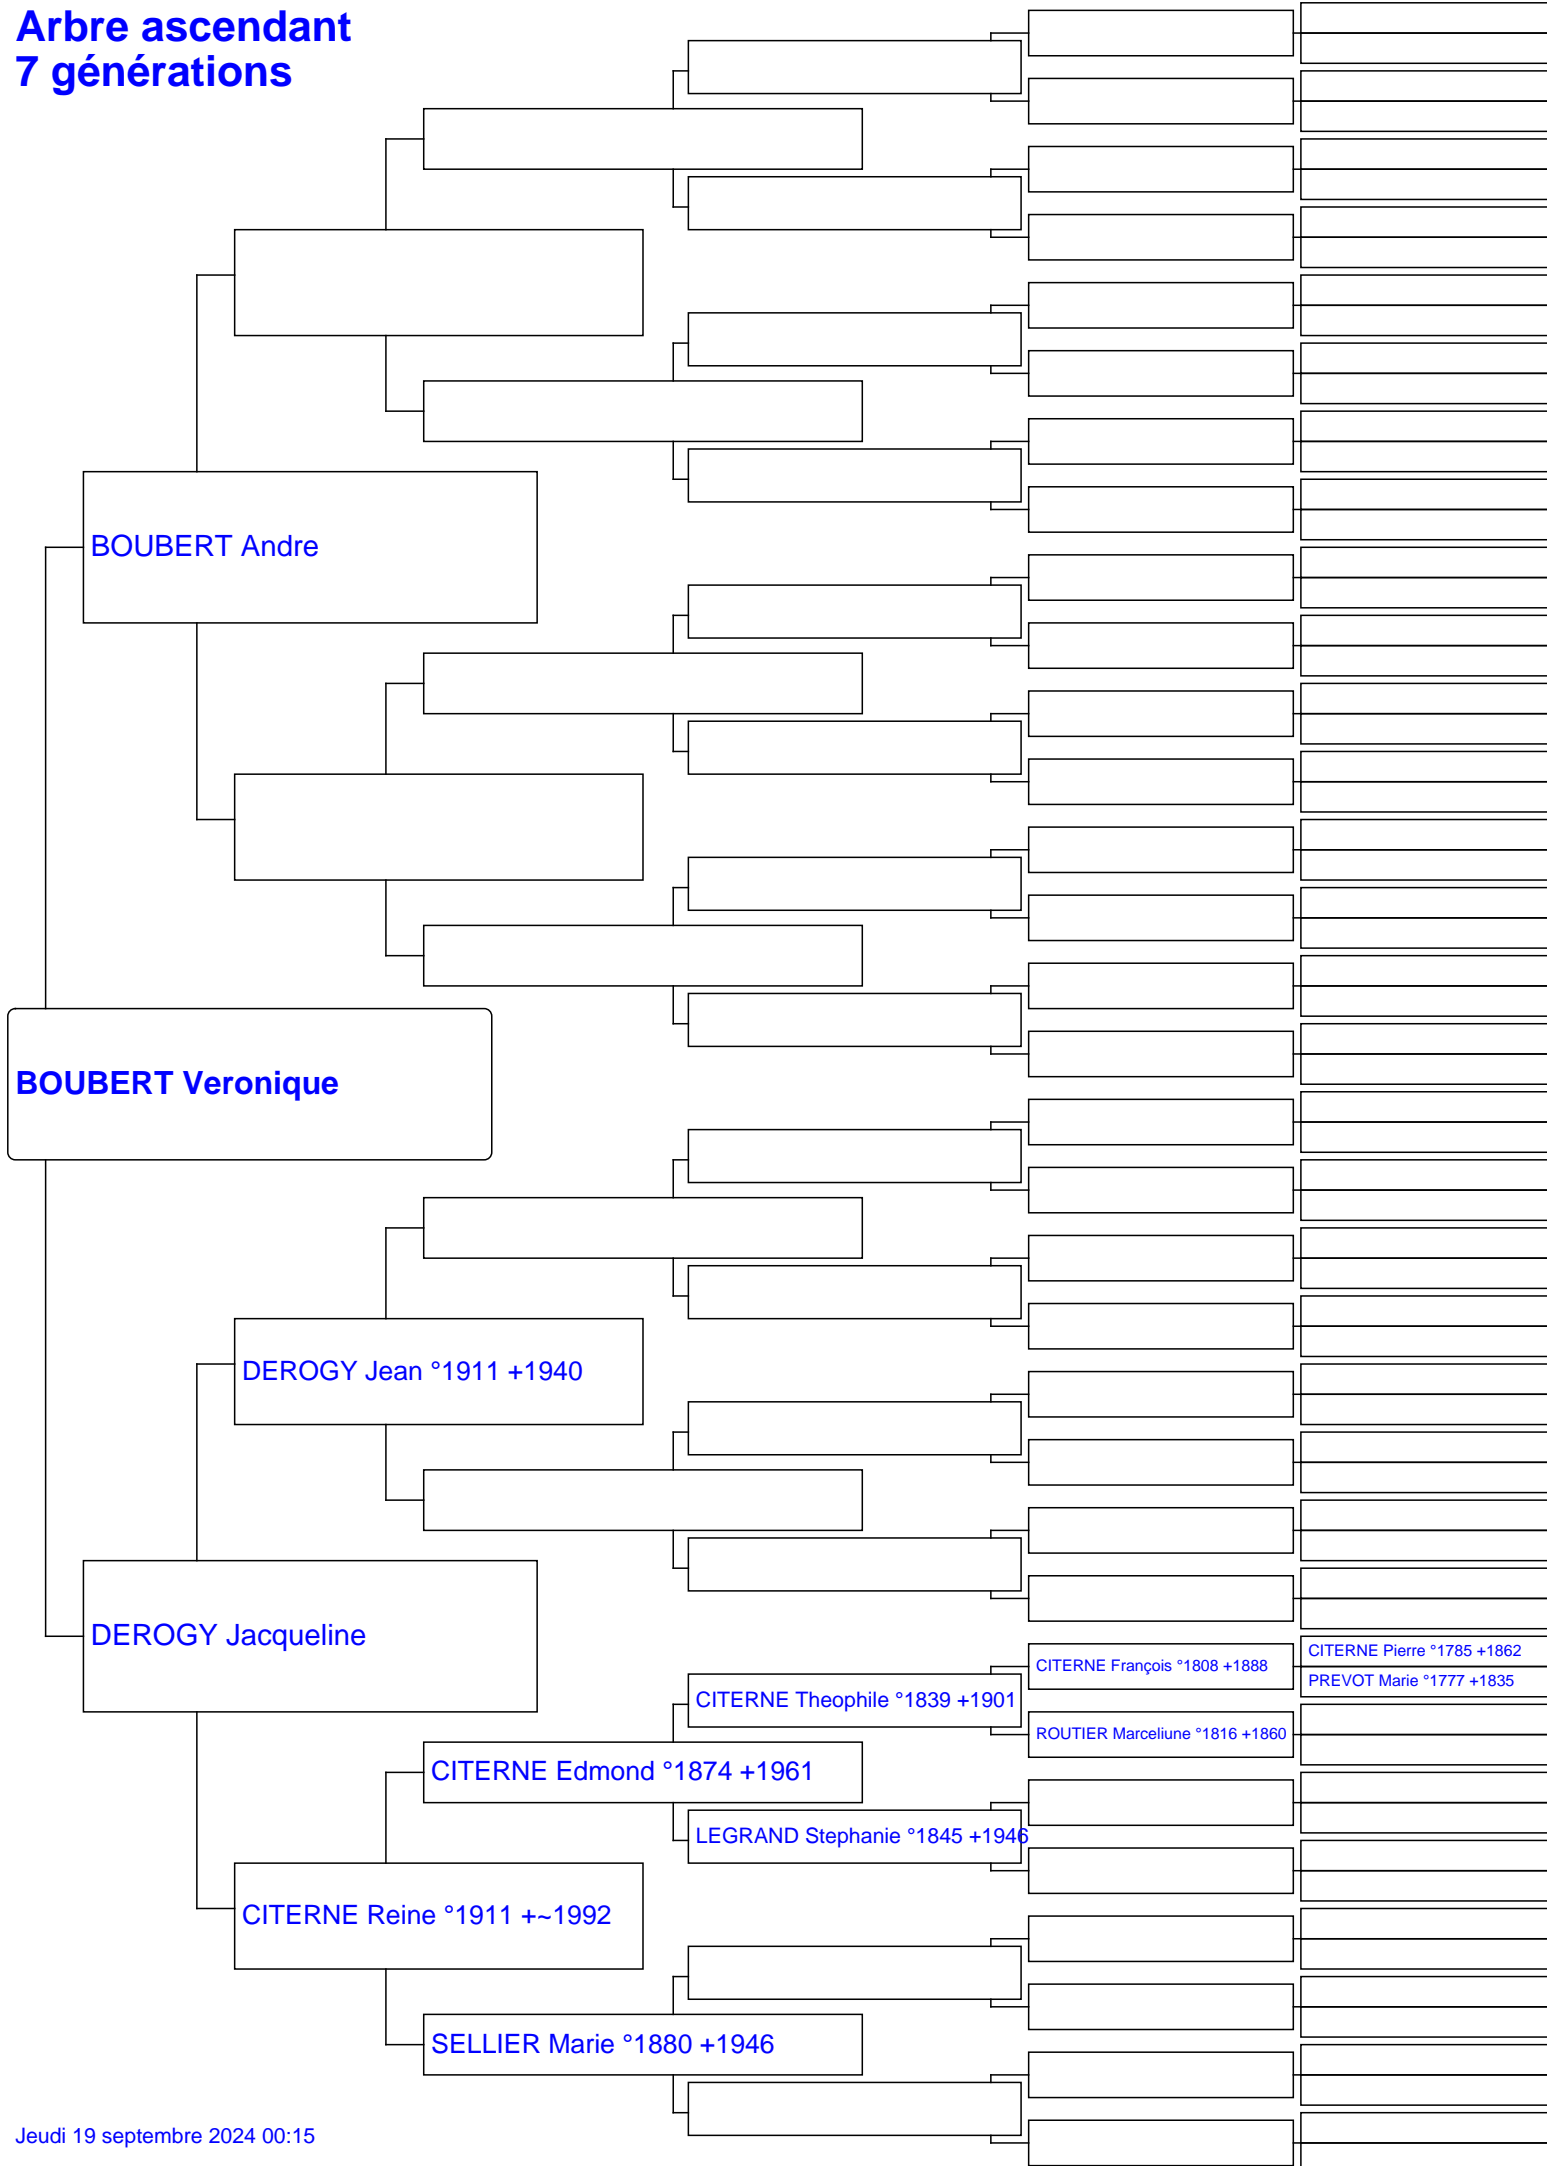 Arbre ascendant
7 générations
BOUBERT Andre
BOUBERT Veronique
DEROGY Jean °1911 +1940
DEROGY Jacqueline
CITERNE Pierre °1785 +1862
CITERNE François °1808 +1888
PREVOT Marie °1777 +1835
CITERNE Theophile °1839 +1901
ROUTIER Marceliune °1816 +1860
CITERNE Edmond °1874 +1961
LEGRAND Stephanie °1845 +1946
CITERNE Reine °1911 +~1992
SELLIER Marie °1880 +1946
Jeudi 19 septembre 2024 00:15